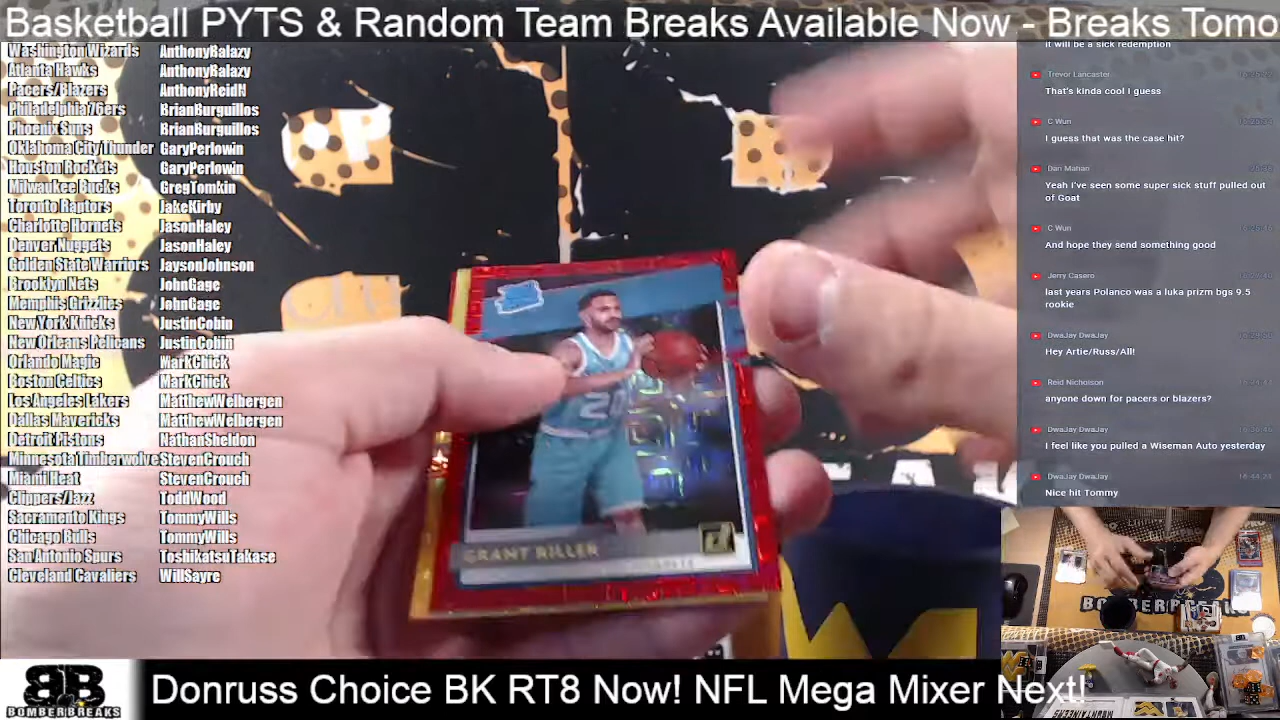 Basketball PYTS & Random Team Breaks Available Now - Breaks Tomo
Washington Wizards AnthonyBalazy
Atlanta Hawks AnthonyBalazy
Pacers/Blazers AnthonyReidN
Philadelphia 76ers BrianBurguillos
Phoenix Suns BrianBurguillos
Oklahoma City Thunder GaryPerlowin
Houston Rockets GaryPerlowin
Milwaukee Bucks GregTomkin
Toronto Raptors JakeKirby
Charlotte Hornets JasonHaley
Denver Nuggets JasonHaley
Golden State Warriors JaysonJohnson
Brooklyn Nets JohnGage
Memphis Grizzlies JohnGage
New York Knicks JustinCobin
New Orleans Pelicans JustinCobin
Orlando Magic MarkChick
Boston Celtics MarkChick
Los Angeles Lakers MatthewWelbergen
Dallas Mavericks MatthewWelbergen
Detroit Pistons NathanSheldon
Minnesota Timberwolve StevenCrouch
Miami Heat StevenCrouch
Clippers/Jazz ToddWood
Sacramento Kings TommyWills
Chicago Bulls TommyWills
San Antonio Spurs ToshikatsuTakase
Cleveland Cavaliers WillSayre
GRANT RILLER
it will be a sick redemption
Trevor Lancaster
That's kinda cool I guess
C Wun
I guess that was the case hit?
Dan Mahan
Yeah I've seen some super sick stuff pulled out
of Goat
C Wun
And hope they send something good
Jerry Casero
last years Polanco was a luka prizm bgs 9.5
rookie
DwaJay DwaJay
Hey Artie/Russ/All!
Reid Nicholson
anyone down for pacers or blazers?
DwaJay DwaJay
I feel like you pulled a Wiseman Auto yesterday
DwaJay DwaJay
Nice hit Tommy
BB
BOMBERBREAKS
Donruss Choice BK RT8 Now! NFL Mega Mixer Next!